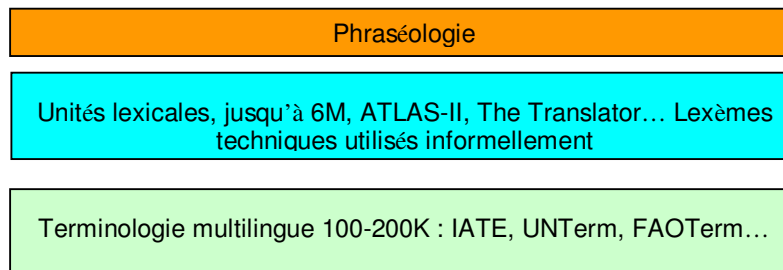 Phraséologie
Unités lexicales, jusqu’à 6M, ATLAS-II, The Translator… Lexèmes
techniques utilisés informellement
Terminologie multilingue 100-200K : IATE, UNTerm, FAOTerm…